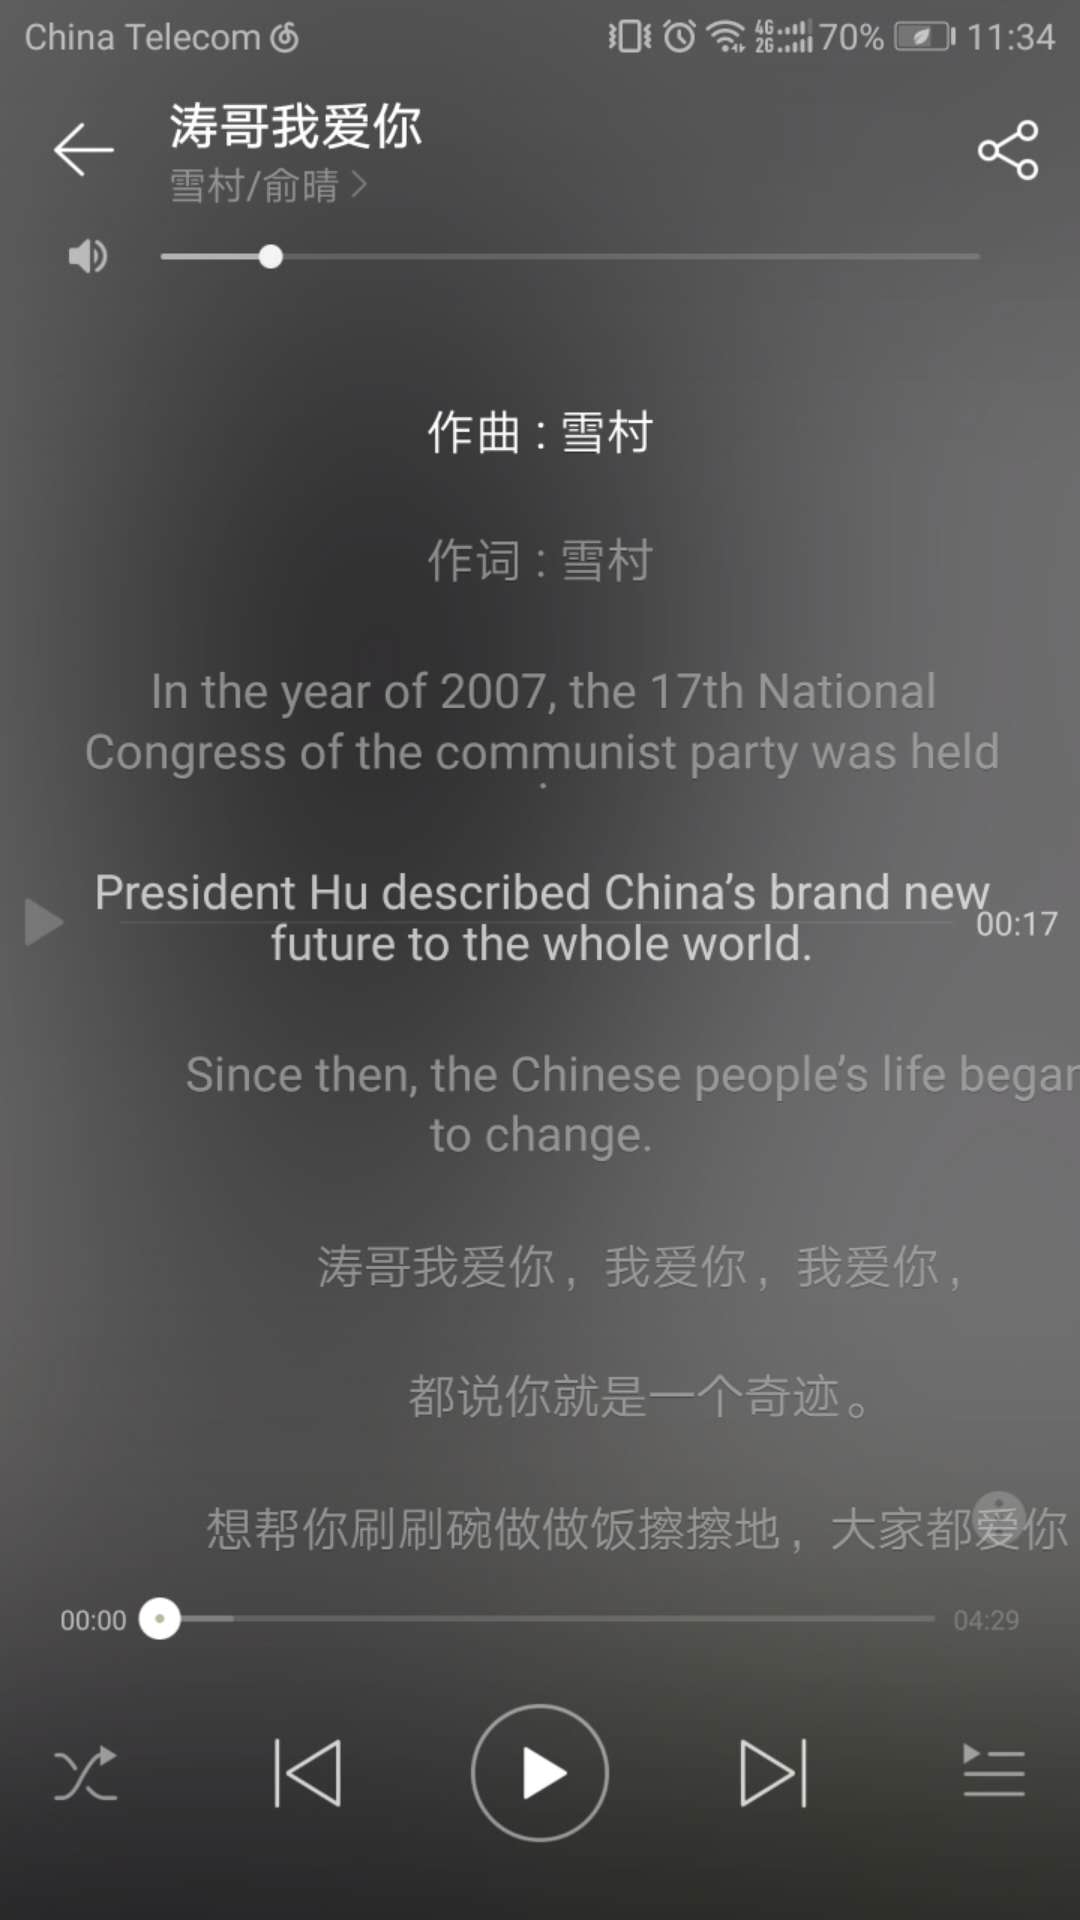 China Telecom 4G 2G 70% 11:34
涛哥我爱你
雪村/俞晴
作曲 : 雪村
作词 : 雪村
In the year of 2007, the 17th National
Congress of the communist party was held
.
President Hu described China’s brand new
future to the whole world.
00:17
Since then, the Chinese people’s life began
to change.
涛哥我爱你，我爱你，我爱你，
都说你就是一个奇迹。
想帮你刷刷碗做做饭擦擦地，大家都爱你
00:00 04:29